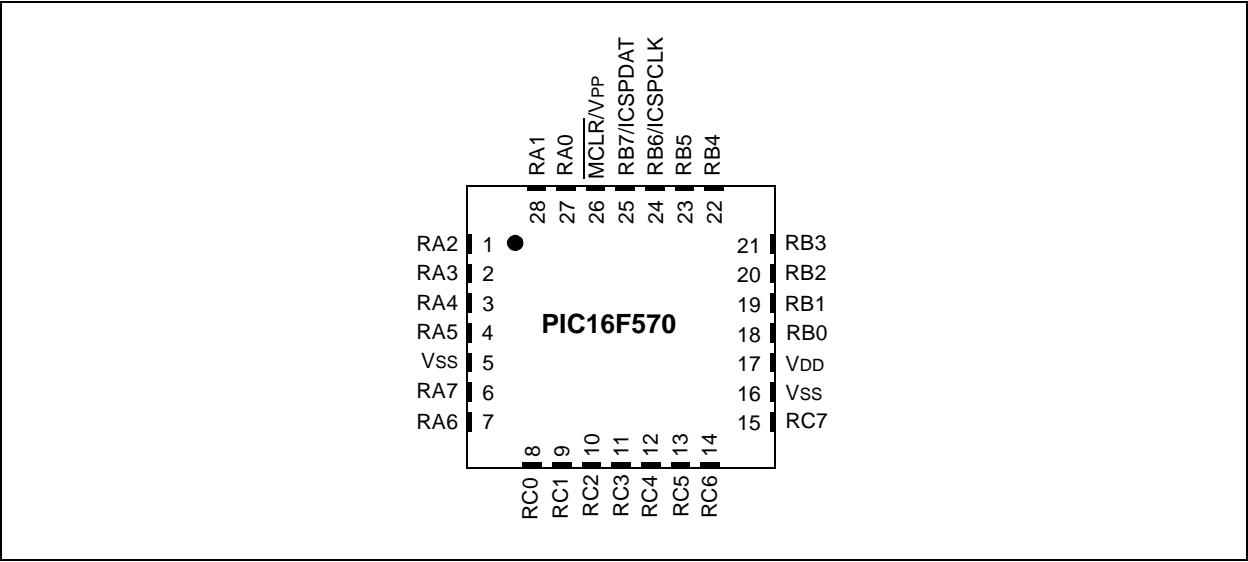 RA1
RA0
MCLR/VPP
RB7/ICSPDAT
RB6/ICSPCLK
RB5
RB4
28
27
26
25
24
23
22
RA2 1 21 RB3
RA3 2 20 RB2
RA4 3 19 RB1
PIC16F570
RA5 4 18 RB0
VSS 5 17 VDD
RA7 6 16 VSS
RA6 7 15 RC7
8
9
10
11
12
13
14
RC0
RC1
RC2
RC3
RC4
RC5
RC6